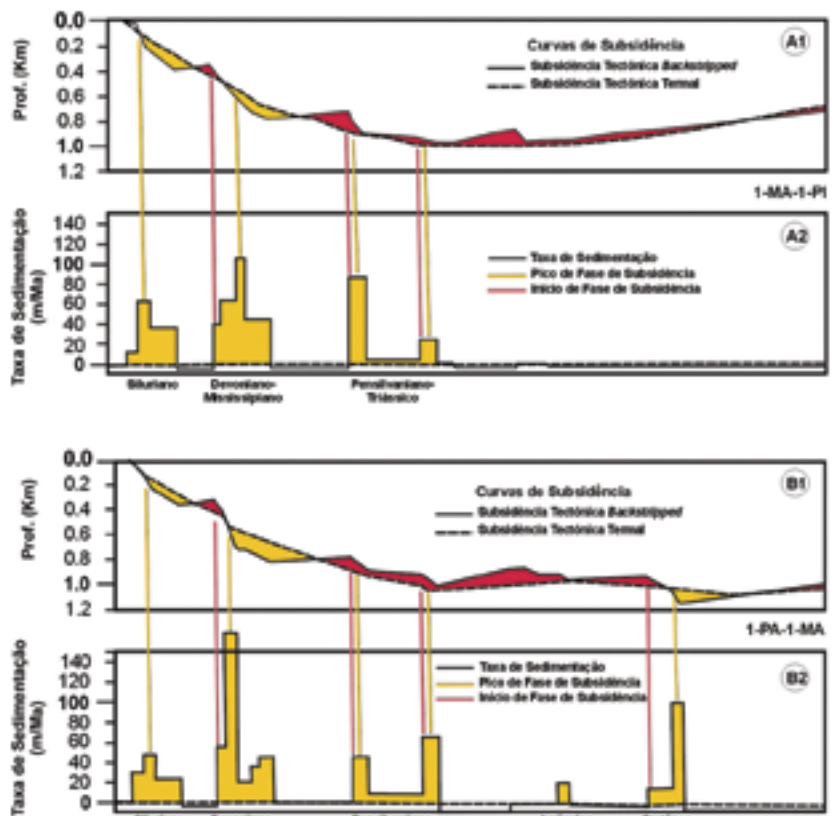 0.0
0.2
0.4
0.6
0.8
1.0
1.2
Prof. (Km)
Curvas de Subsidência
Subsidência Tectônica Backstripped
Subsidência Tectônica Termal
A1
1-MA-1-PI
140
120
100
80
60
40
20
0
Taxa de Sedimentação
(m/Ma)
A2
Taxa de Sedimentação
Pico de Fase de Subsidência
Início de Fase de Subsidência
Siluriano
Devoniano-
Mississipiano
Pensilvaniano-
Triássico
0.0
0.2
0.4
0.6
0.8
1.0
1.2
Prof. (Km)
Curvas de Subsidência
Subsidência Tectônica Backstripped
Subsidência Tectônica Termal
B1
1-PA-1-MA
140
120
100
80
60
40
20
0
Taxa de Sedimentação
(m/Ma)
Taxa de Sedimentação
Pico de Fase de Subsidência
Início de Fase de Subsidência
B2